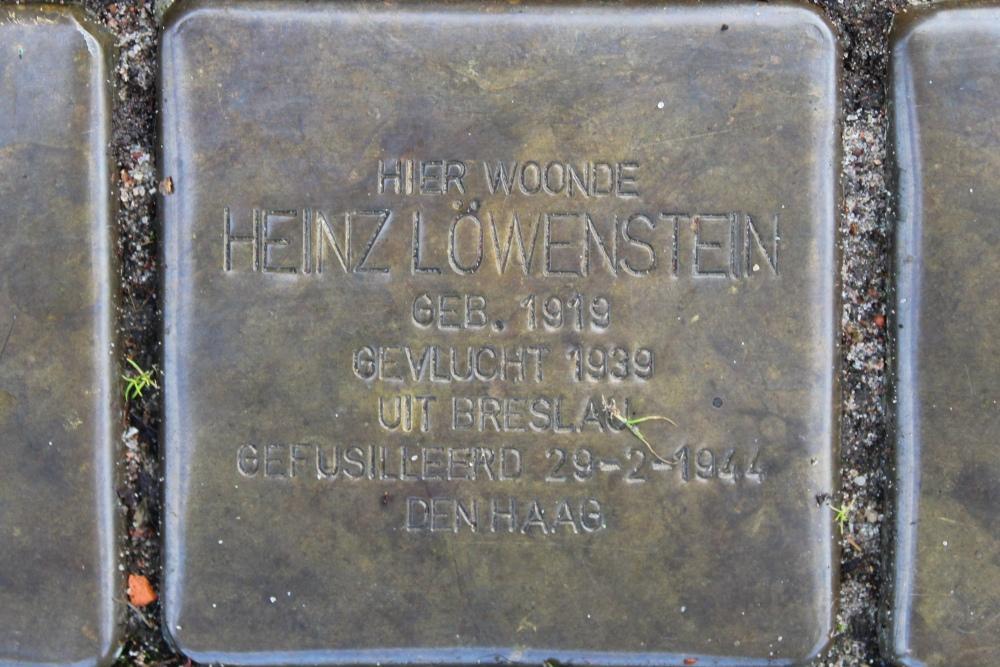 HIER WOONDE
HEINZ LÖWENSTEIN
GEB. 1919
GEVLUCHT 1939
UIT BRESLAU
GEFUSILLEERD 29-2-1944
DEN HAAG